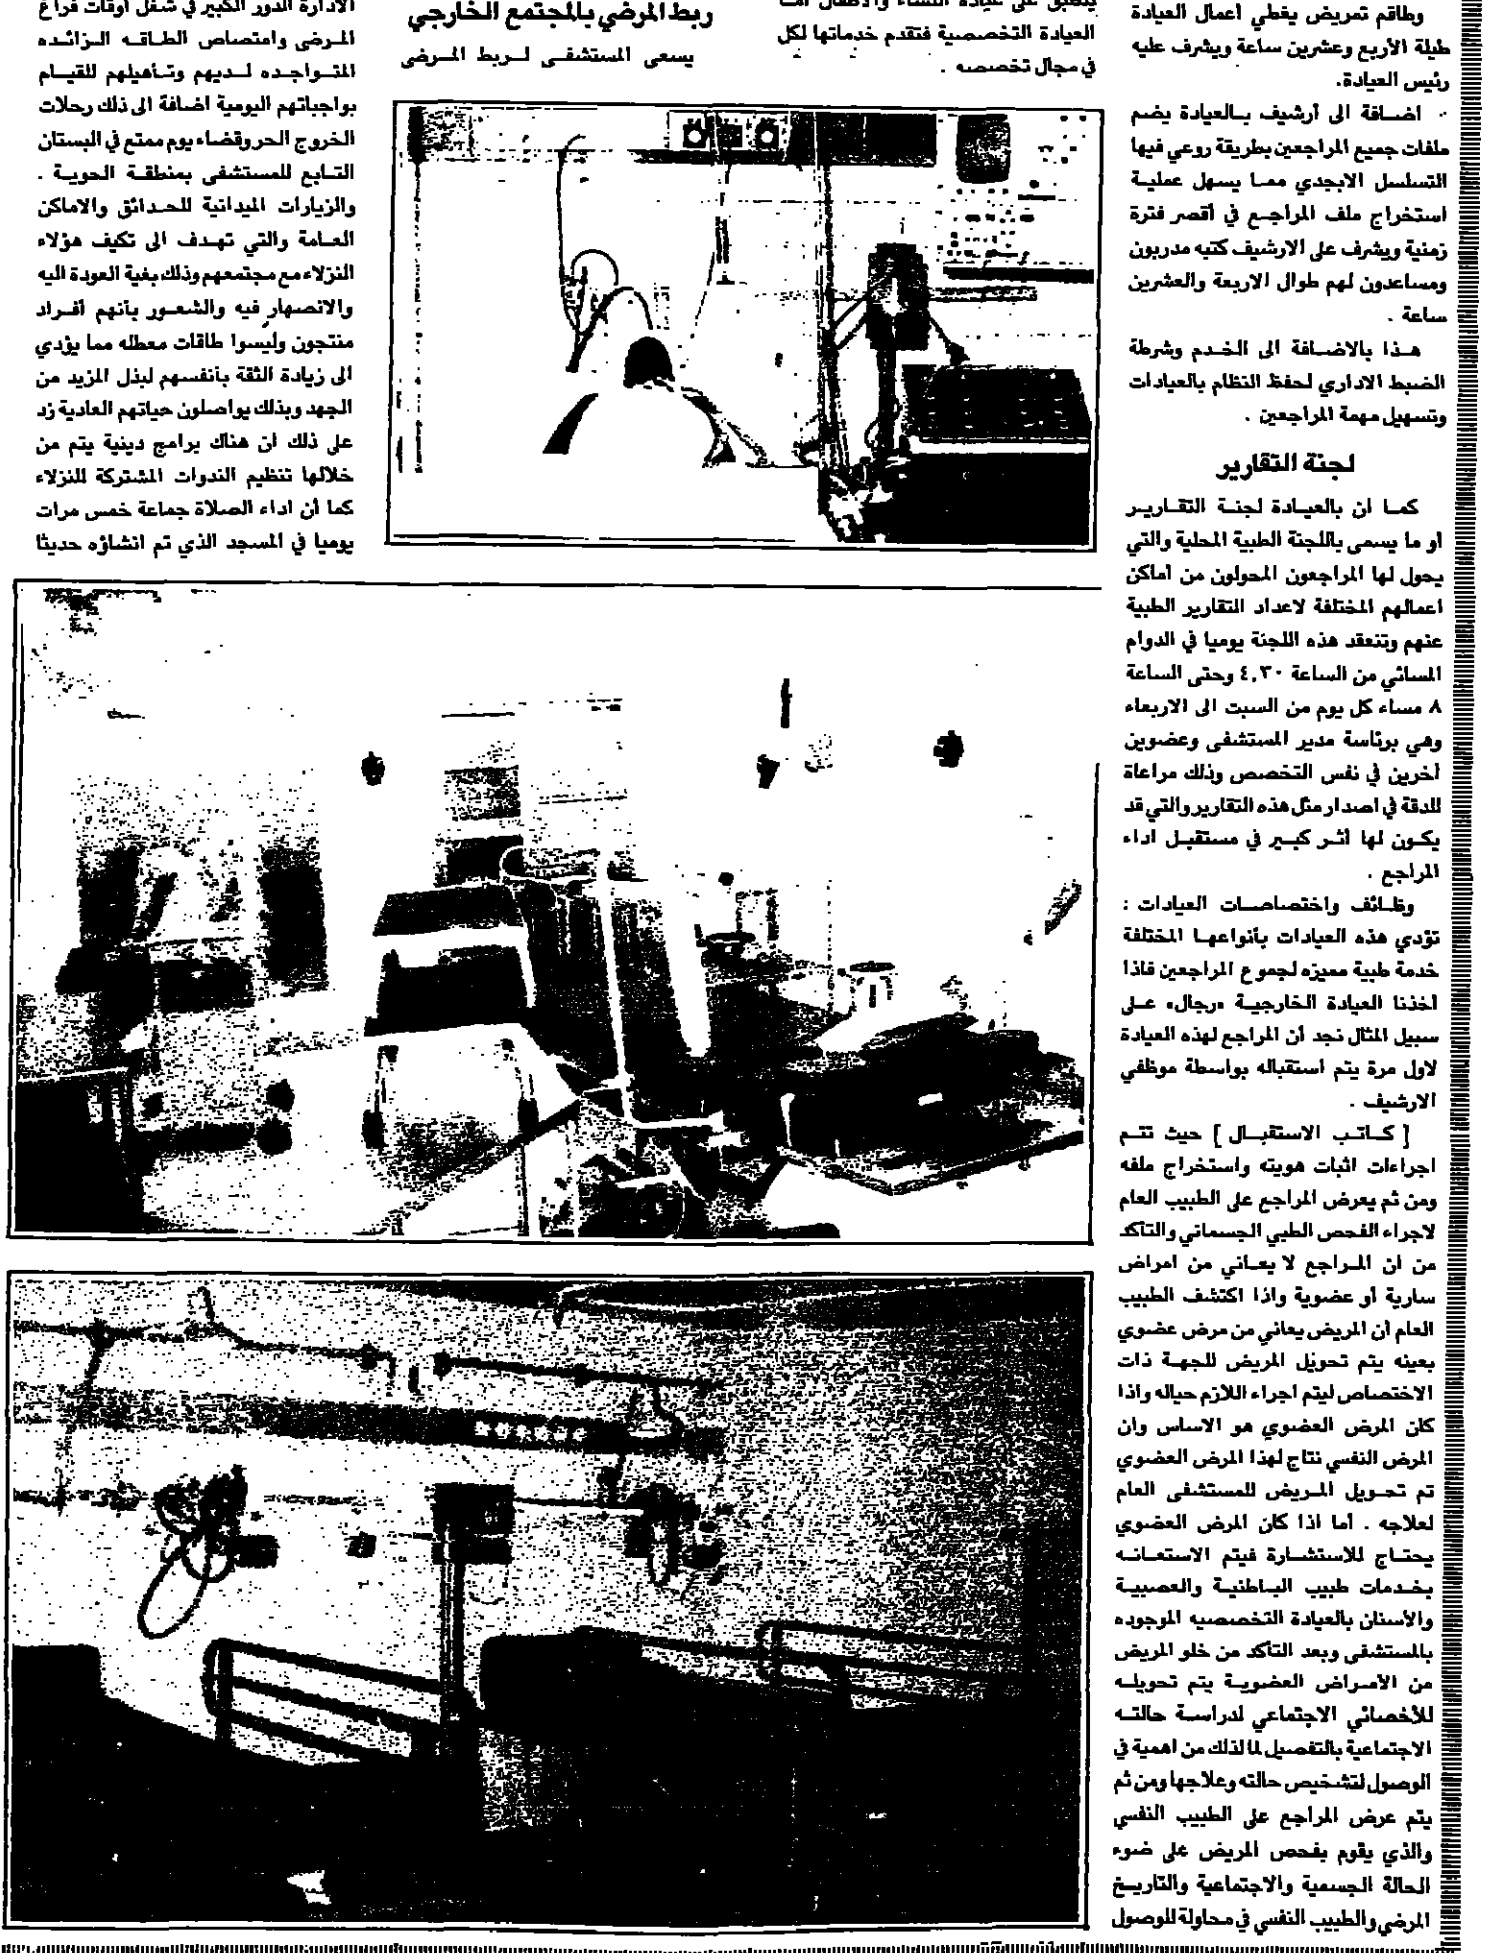 وطاقم تمريض يغطي أعمال العيادة
طيلة الأربع وعشرين ساعة ويشرف عليه
رئيس العيادة.
اضافة الى أرشيف بالعيادة يضم
ملفات جميع المراجعين بطريقة روعي فيها
التسلسل الابجدي مما يسهل عملية
استخراج ملف المراجع في أقصر فترة
زمنية ويشرف على الارشيف كتبه مدربون
ومساعدون لهم طوال الاربعة والعشرين
ساعة .
هذا بالاضافة الى الخدم وشرطة
الضبط الاداري لحفظ النظام بالعيادات
وتسهيل مهمة المراجعين .
لجنة التقارير
كما ان بالعيادة لجنة التقارير
أو ما يسمى باللجنة الطبية المحلية والتي
يحول لها المراجعون المحولون من أماكن
اعمالهم المختلفة لاعداد التقارير الطبية
عنهم وتنعقد هذه اللجنة يوميا في الدوام
المسائي من الساعة ٤,٣٠ وحتى الساعة
٨ مساء كل يوم من السبت الى الاربعاء
وهي برئاسة مدير المستشفى وعضوين
أخرين في نفس التخصص وذلك مراعاة
للدقة في اصدار مثل هذه التقارير والتي قد
يكون لها أثر كبير في مستقبل اداء
المراجع .
وظائف واختصاصات العيادات :
تؤدي هذه العيادات بأنواعها المختلفة
خدمة طبية مميزه لجموع المراجعين فاذا
أخذنا العيادة الخارجية «رجال» على
سبيل المثال نجد أن المراجع لهذه العيادة
لاول مرة يتم استقباله بواسطة موظفي
الارشيف .
[ كاتب الاستقبال ] حيث تتم
اجراءات اثبات هويته واستخراج ملفه
ومن ثم يعرض المراجع على الطبيب العام
لاجراء الفحص الطبي الجسماني والتأكد
من ان المراجع لا يعاني من امراض
سارية أو عضوية واذا اكتشف الطبيب
العام أن المريض يعاني من مرض عضوي
بعينه يتم تحويل المريض للجهة ذات
الاختصاص ليتم اجراء اللازم حياله واذا
كان المرض العضوي هو الاساس وان
المرض النفسي نتاج لهذا المرض العضوي
تم تحويل المريض للمستشفى العام
لعلاجه . أما اذا كان المرض العضوي
يحتاج للاستشارة فيتم الاستعانه
بخدمات طبيب الباطنية والعصبية
والأسنان بالعيادة التخصصيه الموجوده
بالمستشفى وبعد التأكد من خلو المريض
من الامراض العضوية يتم تحويله
للأخصائي الاجتماعي لدراسة حالته
الاجتماعية بالتفصيل لما لذلك من اهمية في
الوصول لتشخيص حالته وعلاجها ومن ثم
يتم عرض المراجع على الطبيب النفسي
والذي يقوم بفحص المريض على ضوء
الحالة الجسمية والاجتماعية والتاريخ
المرضي والطبيب النفسي في محاولة للوصول
ينطبق على عيادة النساء والأطفال أما
العيادة التخصصية فتقدم خدماتها لكل
في مجال تخصصه .
ربط المرضي بالمجتمع الخارجي
يسعى المستشفى لربط المرضى
الادارة الدور الكبير في شغل أوقات فراغ
المرضى وامتصاص الطاقه الزائده
المتواجده لديهم وتأهيلهم للقيام
بواجباتهم اليومية اضافة الى ذلك رحلات
الخروج الحر وقضاء يوم ممتع في البستان
التابع للمستشفى بمنطقة الحوية .
والزيارات الميدانية للحدائق والاماكن
العامة والتي تهدف الى تكيف هؤلاء
النزلاء مع مجتمعهم وذلك بغية العودة اليه
والانصهار فيه والشعور بأنهم أفراد
منتجون وليسوا طاقات معطله مما يؤدي
الى زيادة الثقة بأنفسهم لبذل المزيد من
الجهد وبذلك يواصلون حياتهم العادية زد
على ذلك ان هناك برامج دينية يتم من
خلالها تنظيم الندوات المشتركة للنزلاء
كما أن اداء الصلاة جماعة خمس مرات
يوميا في المسجد الذي تم انشاؤه حديثا